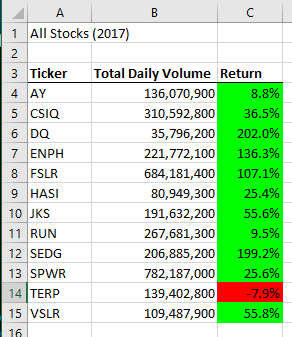 A B C
1 All Stocks (2017)
2
3 Ticker Total Daily Volume Return
4 AY 136,070,900 8.8%
5 CSIQ 310,592,800 36.5%
6 DQ 35,796,200 202.0%
7 ENPH 221,772,100 136.3%
8 FSLR 684,181,400 107.1%
9 HASI 80,949,300 25.4%
10 JKS 191,632,200 55.6%
11 RUN 267,681,300 9.5%
12 SEDG 206,885,200 199.2%
13 SPWR 782,187,000 25.6%
14 TERP 139,402,800 -7.9%
15 VSLR 109,487,900 55.8%
16